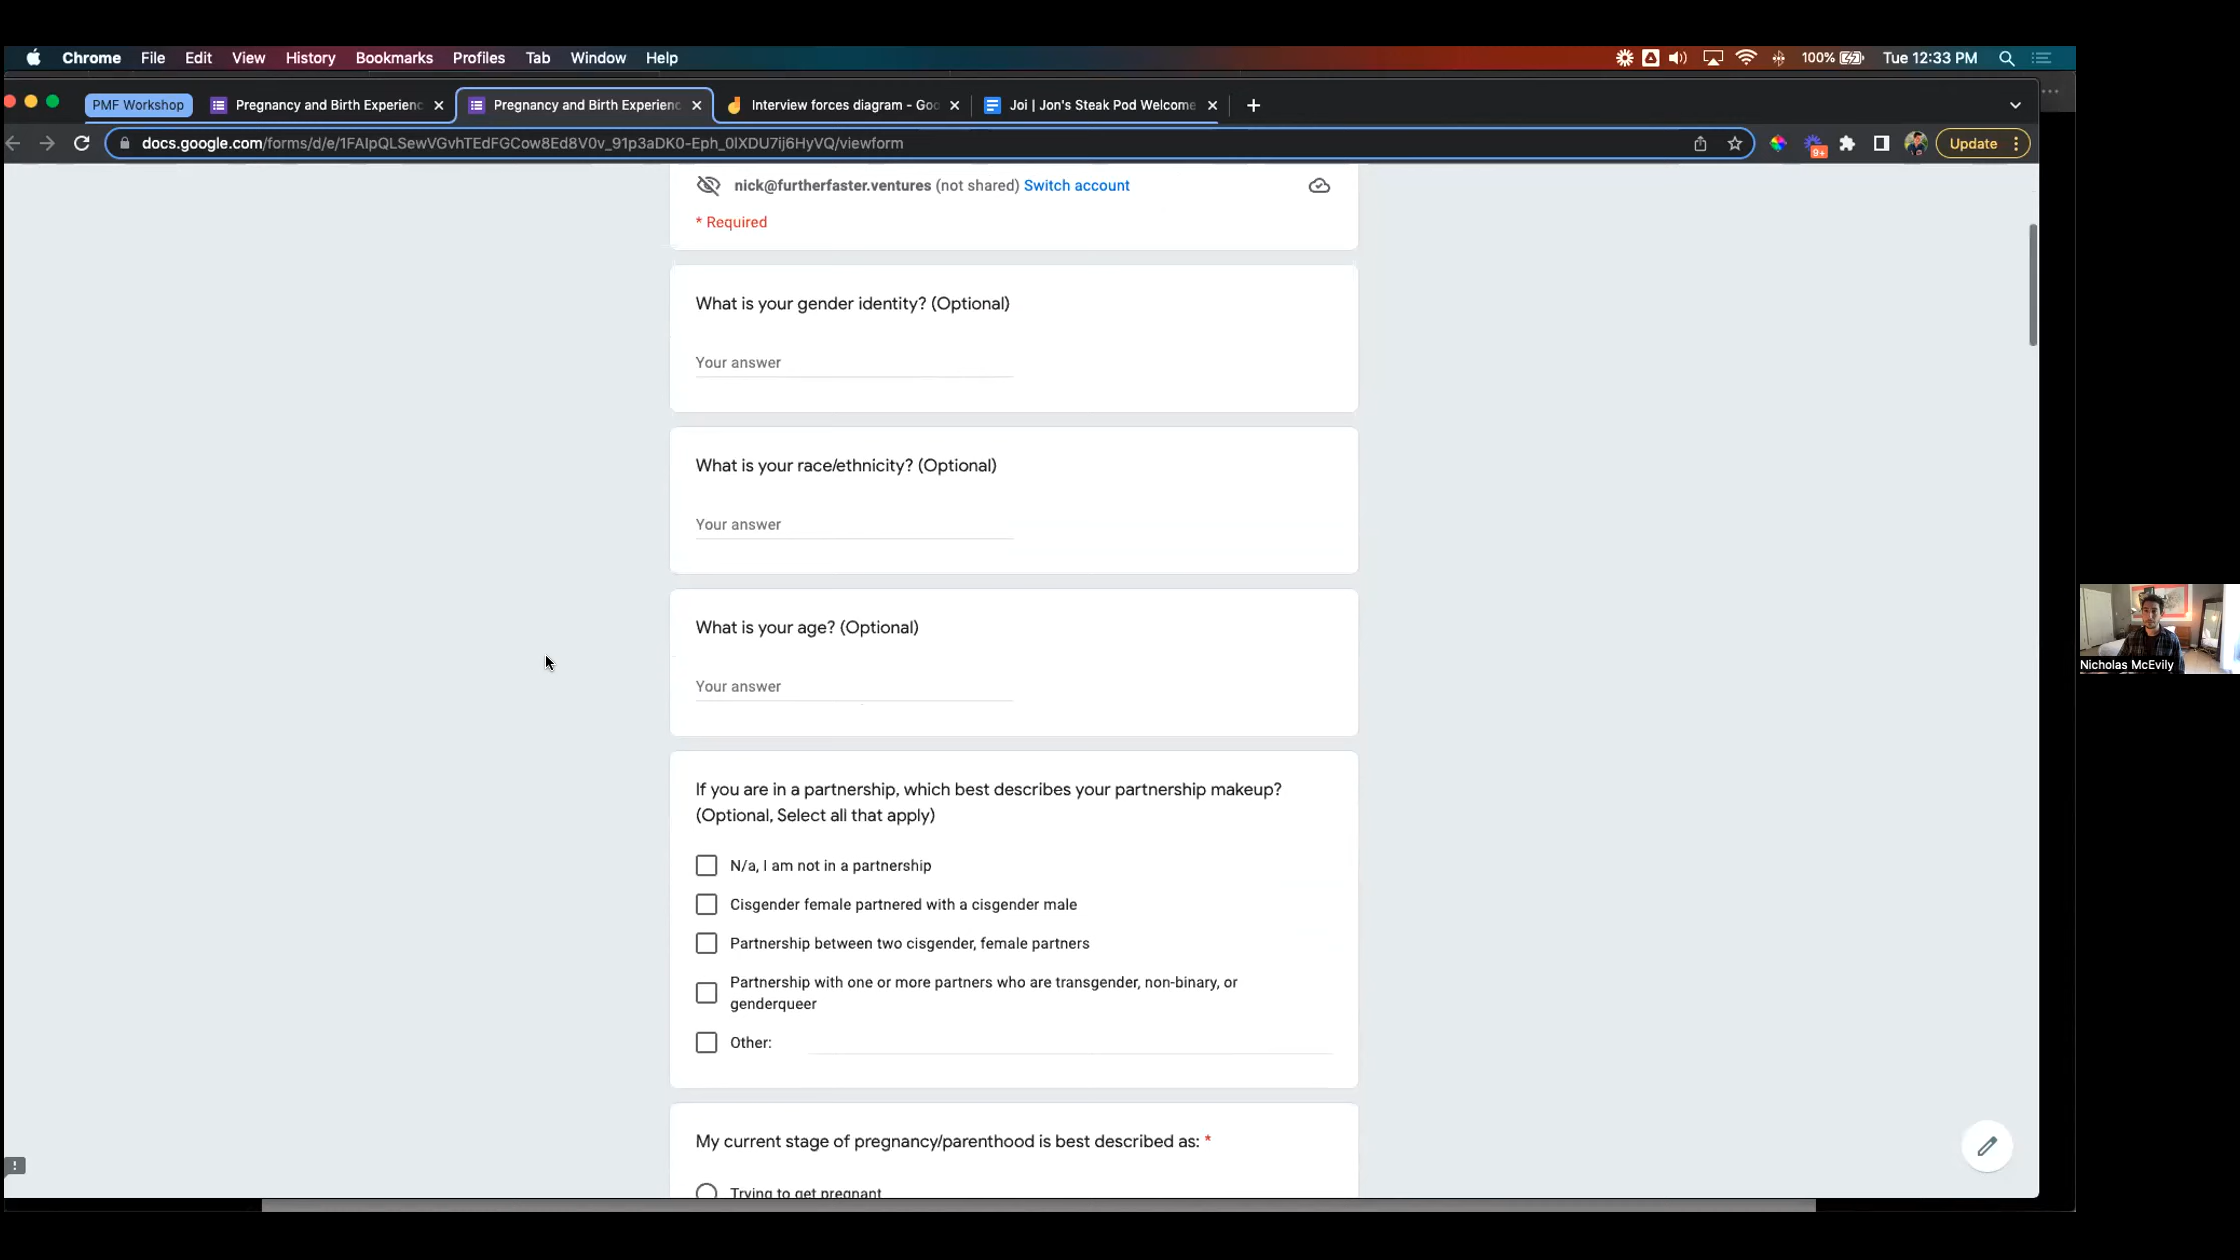 Chrome File Edit View History Bookmarks Profiles Tab Window Help 100% Tue 12:33 PM
PMF Workshop Pregnancy and Birth Experienc Pregnancy and Birth Experienc Interview forces diagram - Goo Joi | Jon's Steak Pod Welcome
docs.google.com/forms/d/e/1FAIpQLSewVGvhTEdFGCow8Ed8V0v_91p3aDK0-Eph_0lXDU7ij6HyVQ/viewform 9+ Update
nick@furtherfaster.ventures (not shared) Switch account
* Required
What is your gender identity? (Optional)
Your answer
What is your race/ethnicity? (Optional)
Your answer
What is your age? (Optional)
Your answer
If you are in a partnership, which best describes your partnership makeup?
(Optional, Select all that apply)
N/a, I am not in a partnership
Cisgender female partnered with a cisgender male
Partnership between two cisgender, female partners
Partnership with one or more partners who are transgender, non-binary, or
genderqueer
Other:
My current stage of pregnancy/parenthood is best described as: *
Trying to get pregnant
Nicholas McEvily